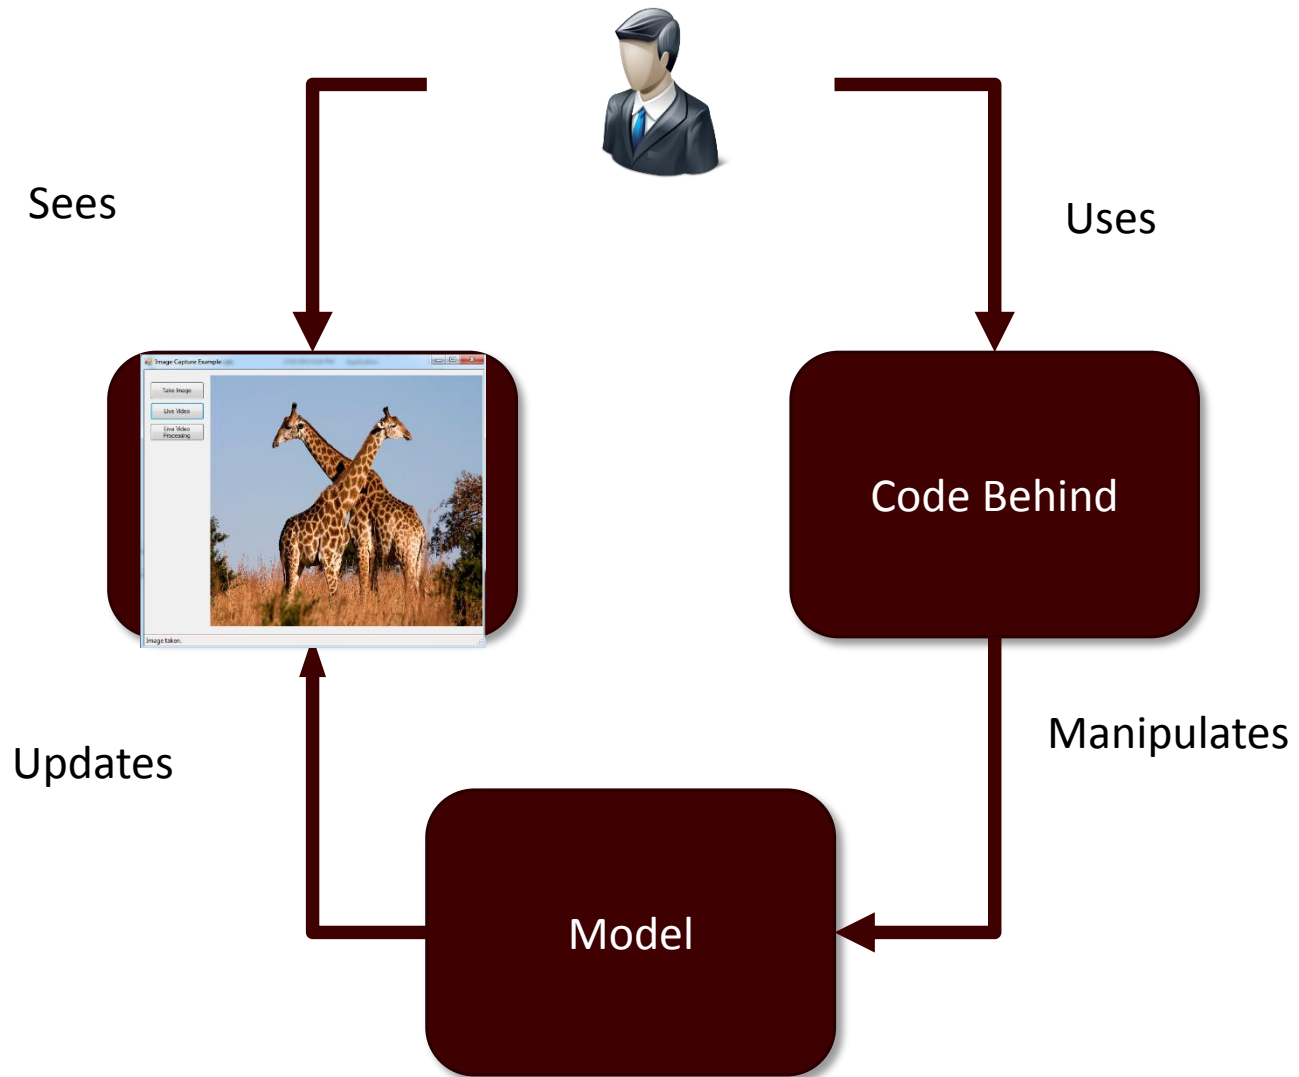 Sees
Uses
Image Capture Example
Take Image
Live Video
Live Video
Processing
Image taken.
Code Behind
Updates
Manipulates
Model